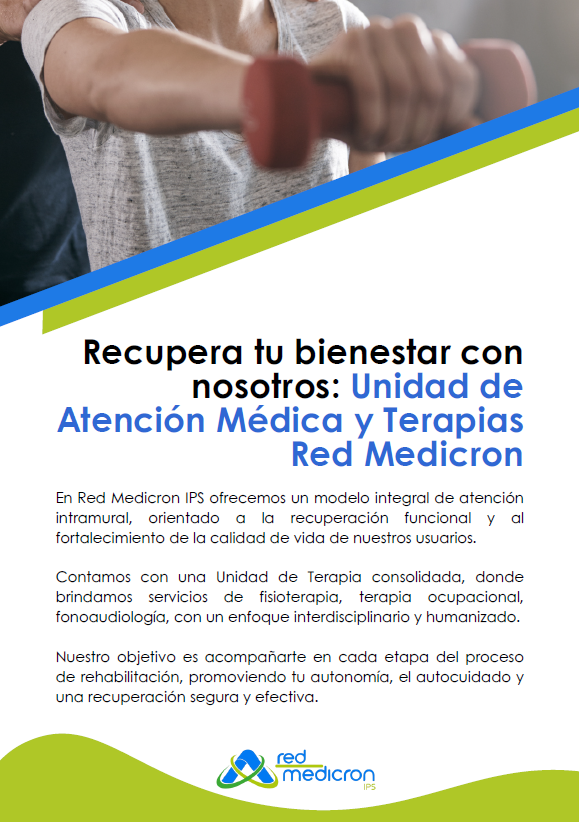 Recupera tu bienestar con
nosotros: Unidad de
Atención Médica y Terapias
Red Medicron
En Red Medicron IPS ofrecemos un modelo integral de atención
intramural, orientado a la recuperación funcional y al
fortalecimiento de la calidad de vida de nuestros usuarios.
Contamos con una Unidad de Terapia consolidada, donde
brindamos servicios de fisioterapia, terapia ocupacional,
fonoaudiología, con un enfoque interdisciplinario y humanizado.
Nuestro objetivo es acompañarte en cada etapa del proceso
de rehabilitación, promoviendo tu autonomía, el autocuidado y
una recuperación segura y efectiva.
red
medicron
IPS